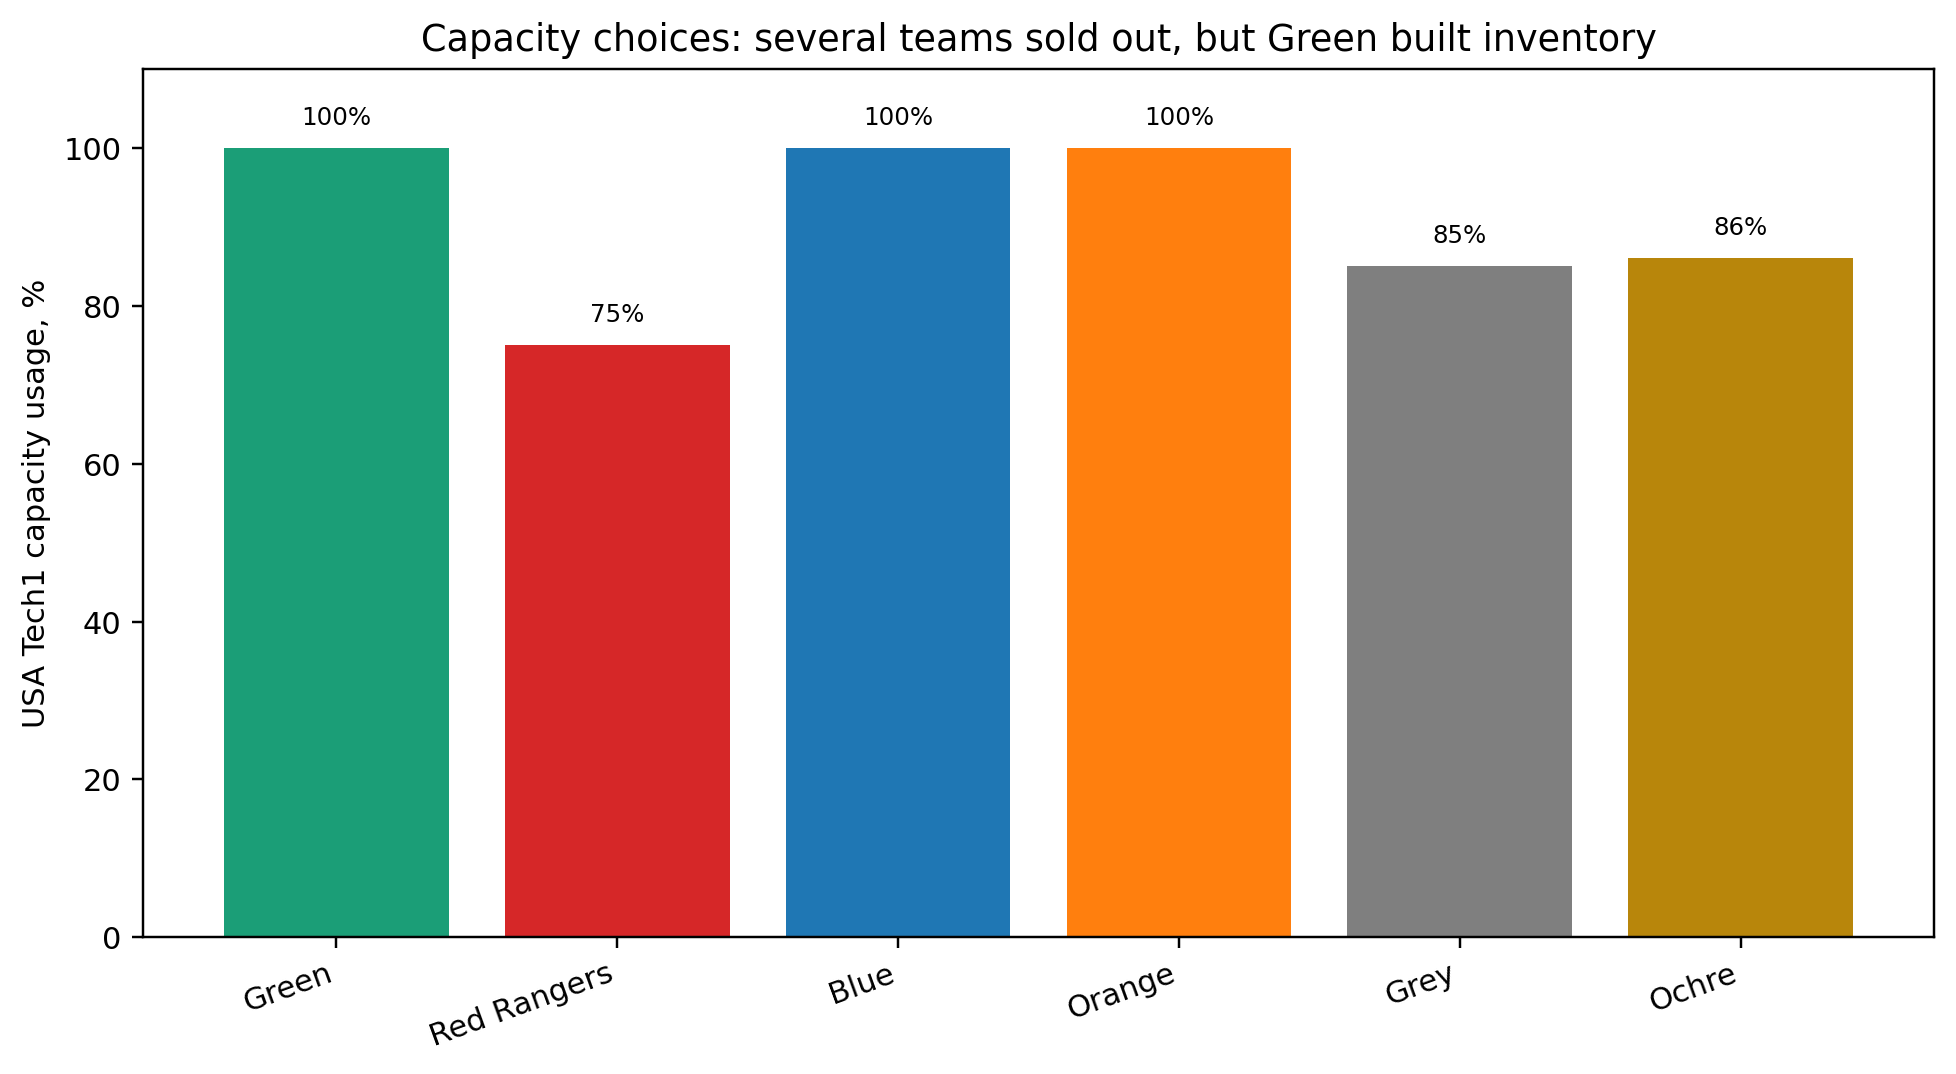 Capacity choices: several teams sold out, but Green built inventory
USA Tech1 capacity usage, %
100
80
60
40
20
0
100%
75%
100%
100%
85%
86%
Green
Red Rangers
Blue
Orange
Grey
Ochre